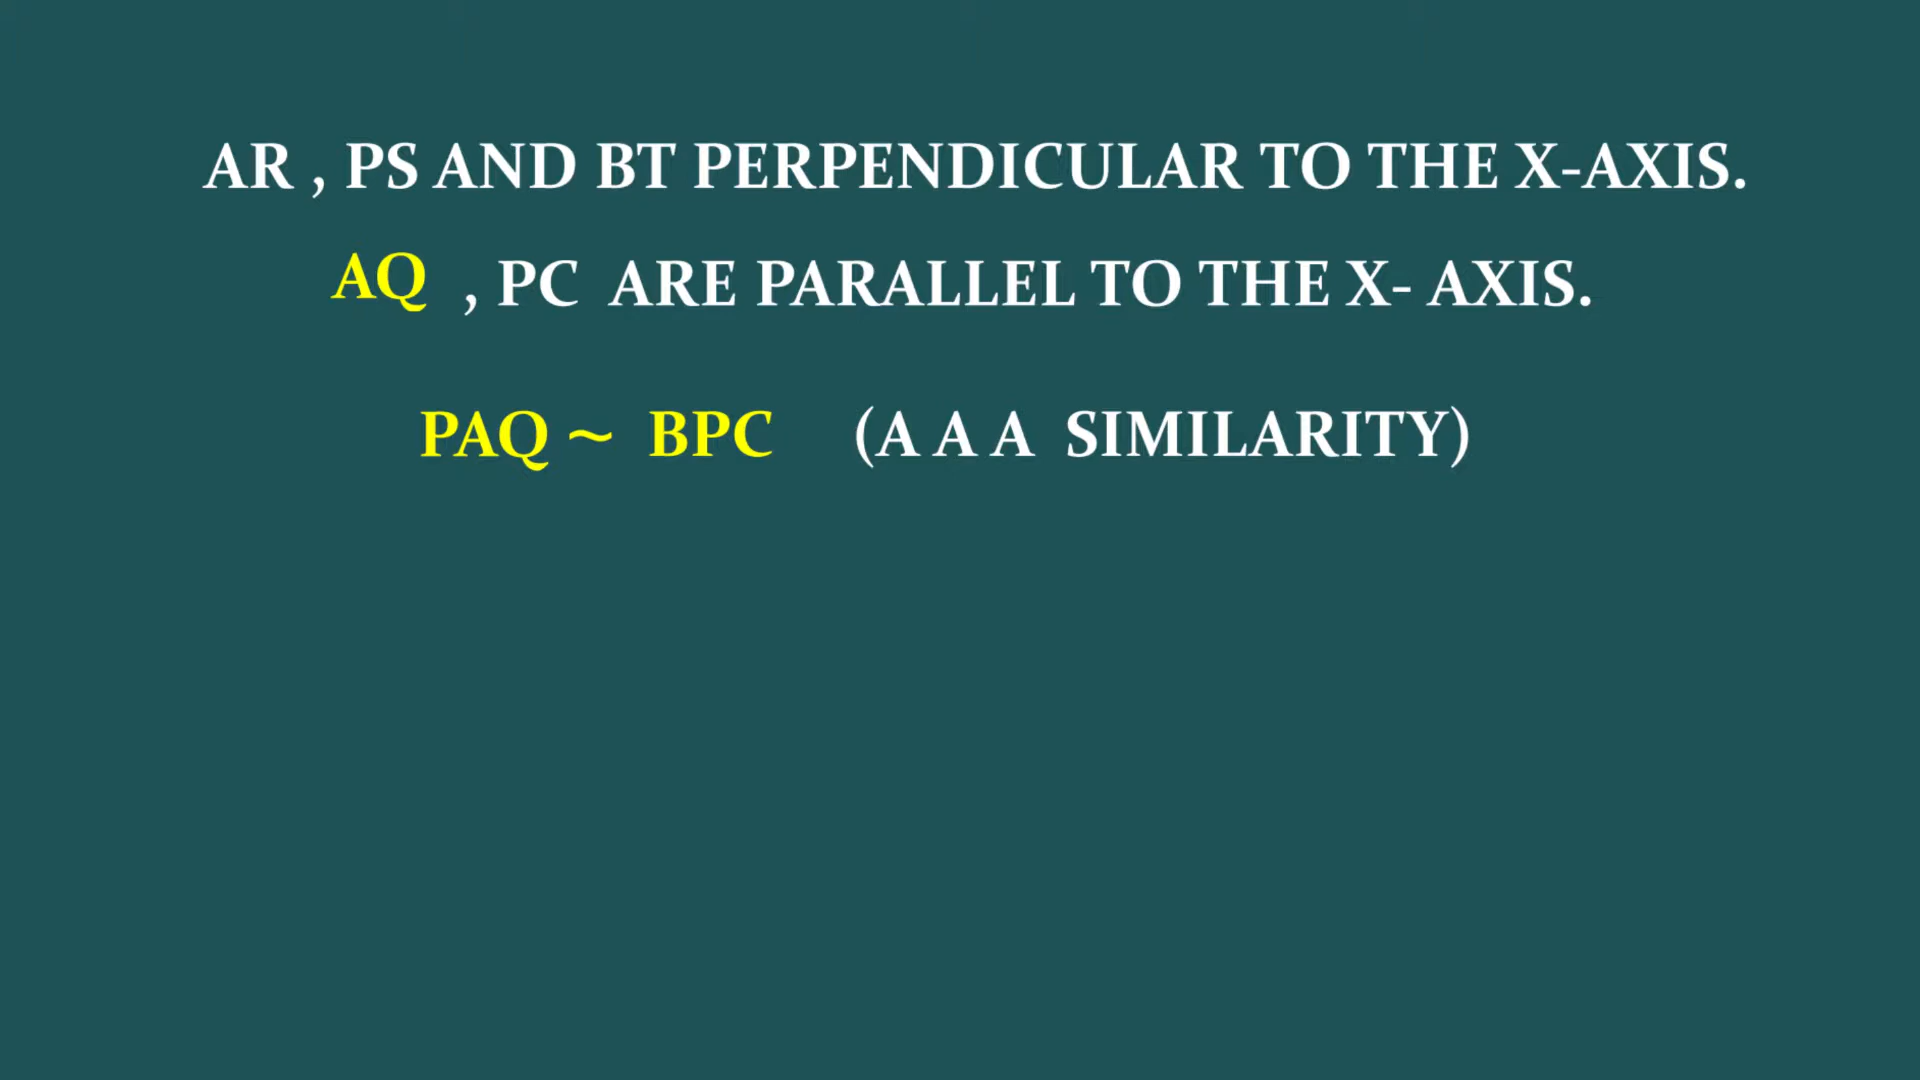 AR , PS AND BT PERPENDICULAR TO THE X-AXIS.
AQ , PC ARE PARALLEL TO THE X- AXIS.
PAQ ~ BPC (A A A SIMILARITY)